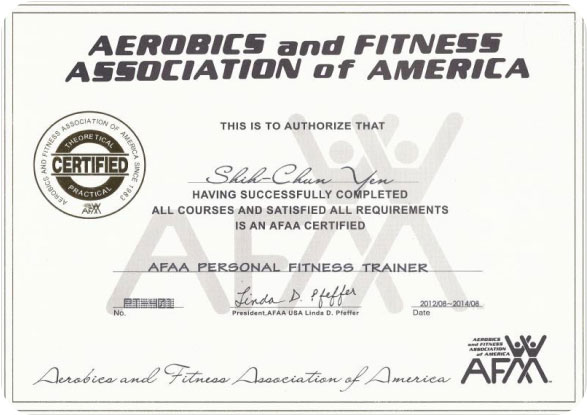 AEROBICS and FITNESS
ASSOCIATION of AMERICA
THIS IS TO AUTHORIZE THAT
AEROBICS AND FITNESS ASSOCIATION OF AMERICA SINCE 1983
THEORETICAL
CERTIFIED
PRACTICAL
AFAA
Shih-Chun Yen
HAVING SUCCESSFULLY COMPLETED
ALL COURSES AND SATISFIED ALL REQUIREMENTS
IS AN AFAA CERTIFIED
AFAA
AFAA PERSONAL FITNESS TRAINER
Linda D. Pfeffer
2012/08~2014/08
No.
President,AFAA USA Linda D. Pfeffer
Date
Aerobics and Fitness Association of America
AEROBICS
and FITNESS
ASSOCIATION
of AMERICA
AFAA